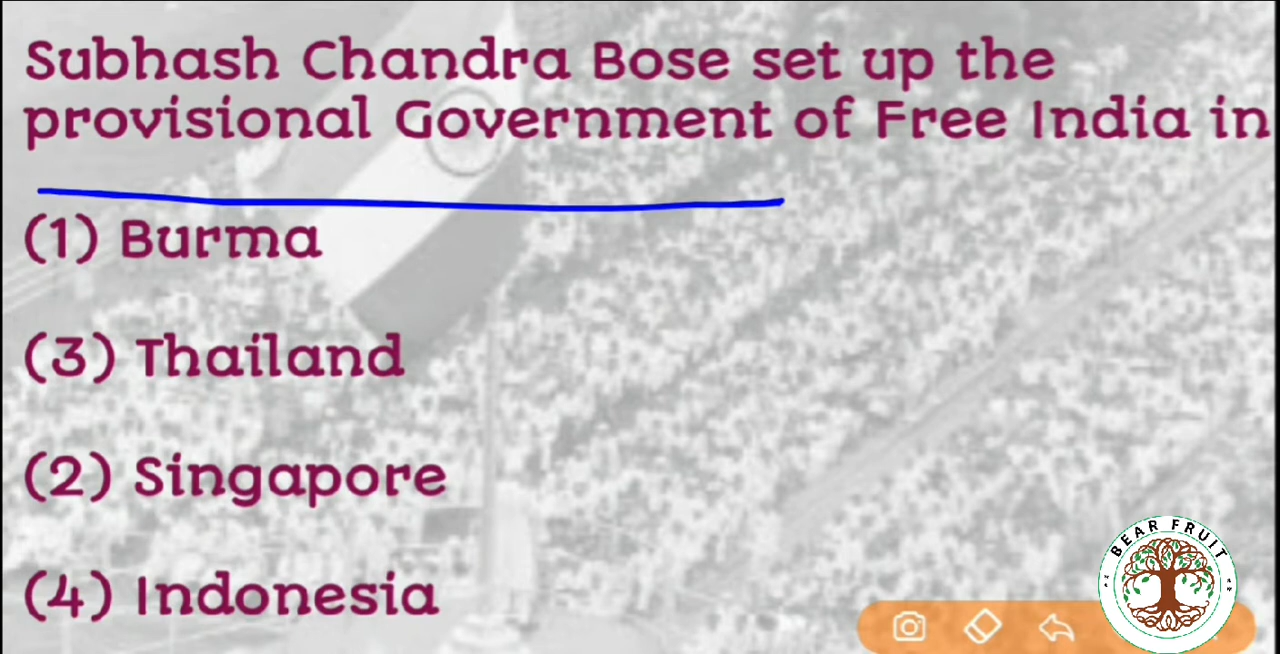 Subhash Chandra Bose set up the
provisional Government of Free India in
(1) Burma
(3) Thailand
(2) Singapore
(4) Indonesia
BEAR FRUIT